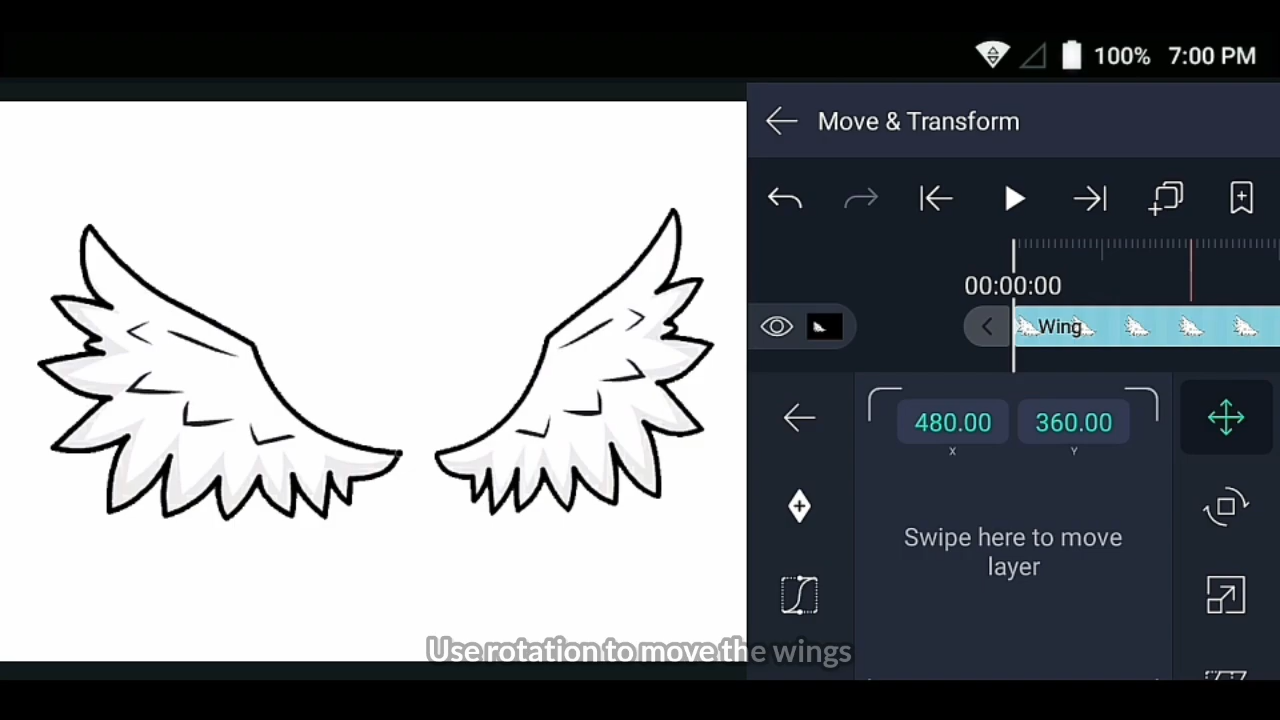 100% 7:00 PM
Move & Transform
00:00:00
Wing
480.00 360.00
X Y
Swipe here to move
layer
Use rotation to move the wings